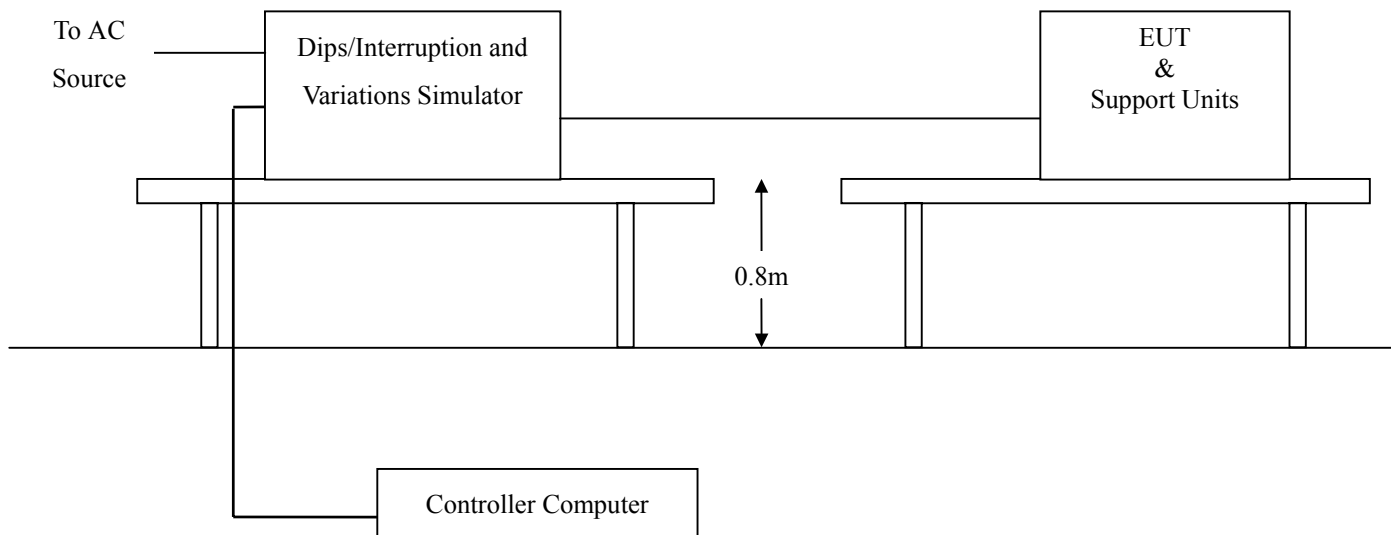 To AC
Source
Dips/Interruption and
Variations Simulator
EUT
&
Support Units
0.8m
Controller Computer